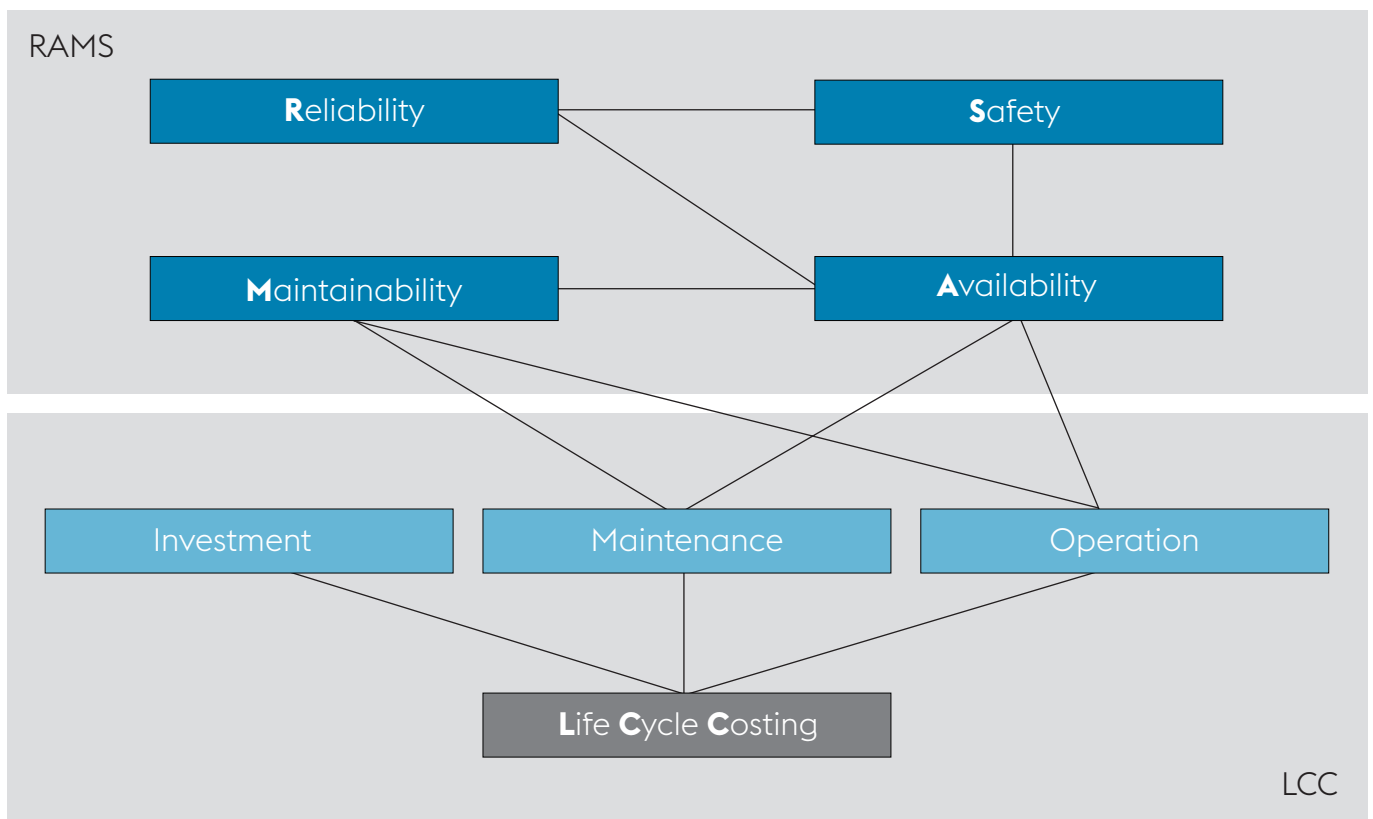 RAMS
Reliability
Safety
Maintainability
Availability
Investment
Maintenance
Operation
Life Cycle Costing
LCC